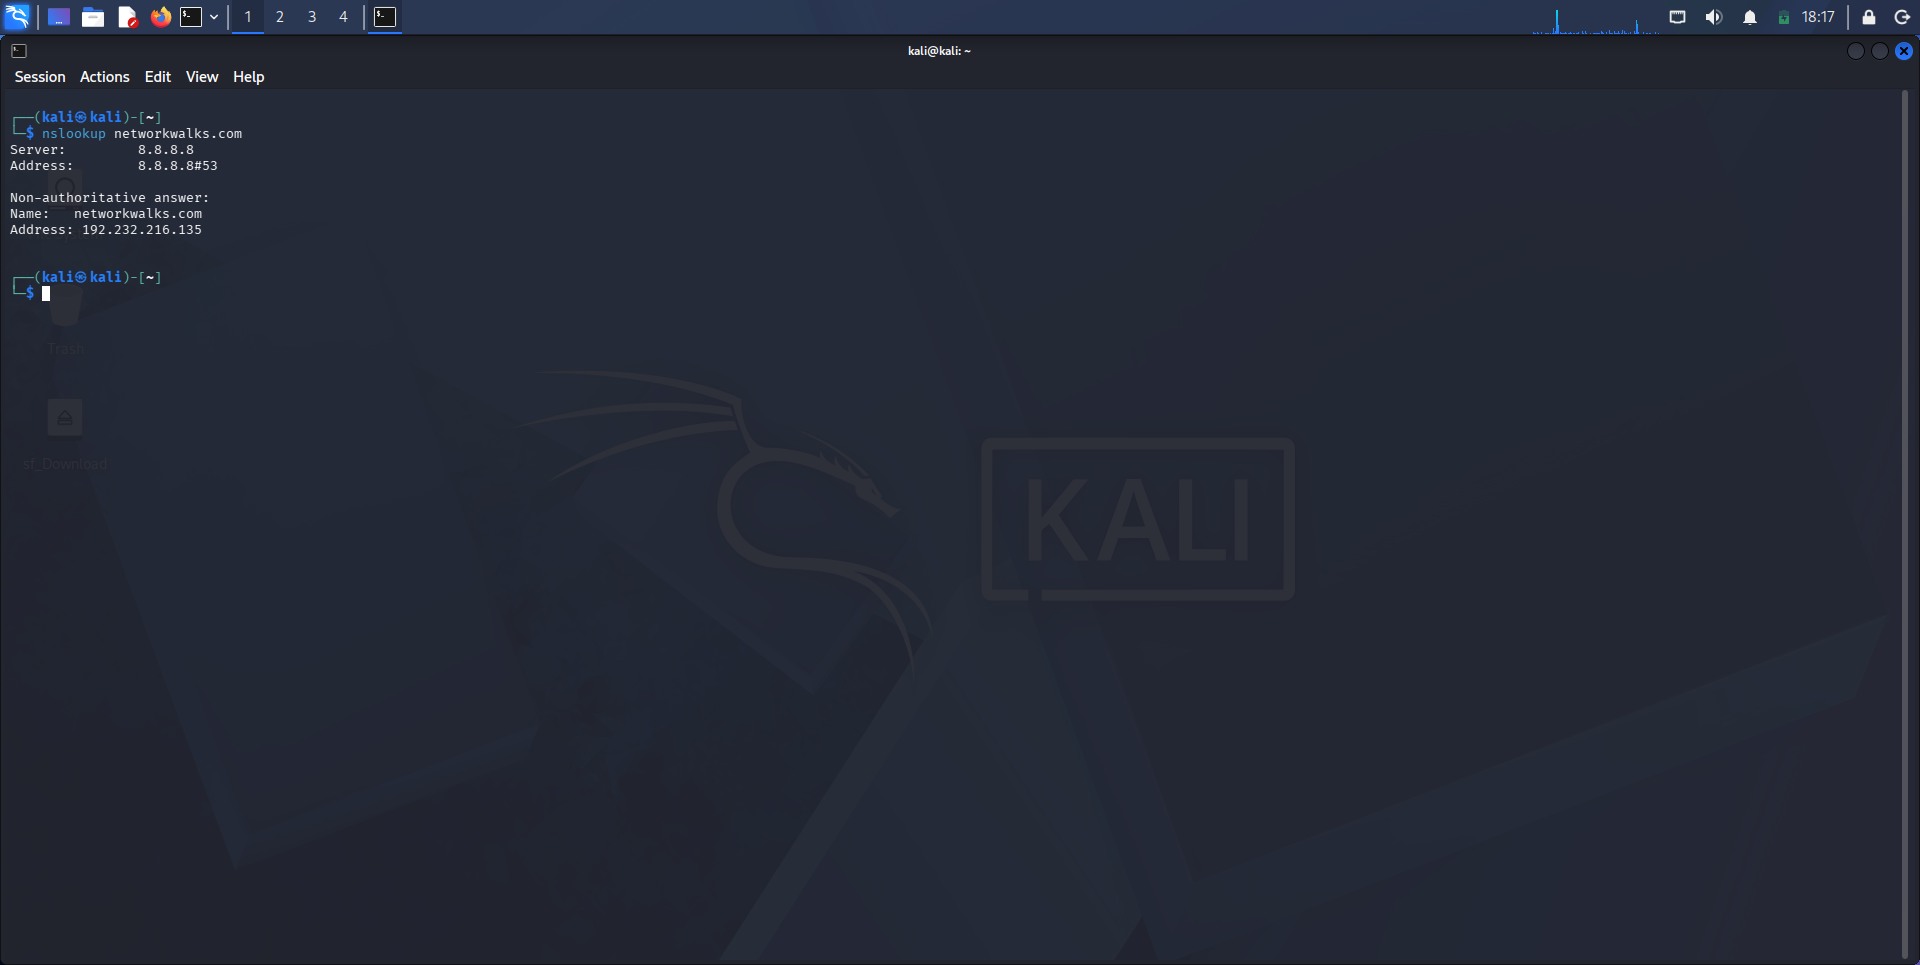 1 2 3 4 18:17
kali@kali: ~
Session Actions Edit View Help
┌──(kali㉿kali)-[~]
└─$ nslookup networkwalks.com
Server:         8.8.8.8
Address:        8.8.8.8#53
Non-authoritative answer:
Name:   networkwalks.com
Address: 192.232.216.135
┌──(kali㉿kali)-[~]
└─$
Trash
sf_Download
KALI